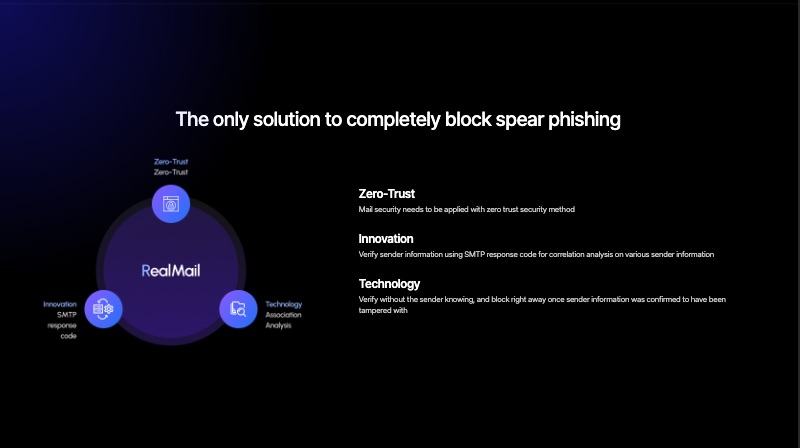 The only solution to completely block spear phishing
Zero-Trust
Zero-Trust
RealMail
Innovation
SMTP
response
code
Technology
Association
Analysis
Zero-Trust
Mail security needs to be applied with zero trust security method
Innovation
Verify sender information using SMTP response code for correlation analysis on various sender information
Technology
Verify without the sender knowing, and block right away once sender information was confirmed to have been
tampered with